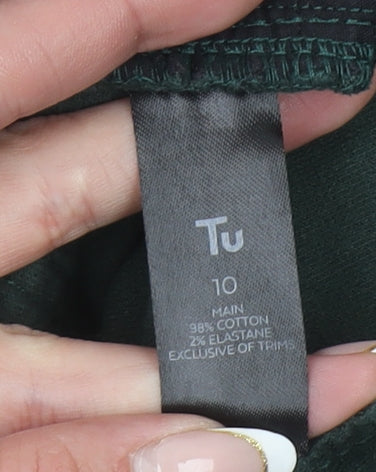 Tu
10
MAIN
98% COTTON
2% ELASTANE
EXCLUSIVE OF TRIMS